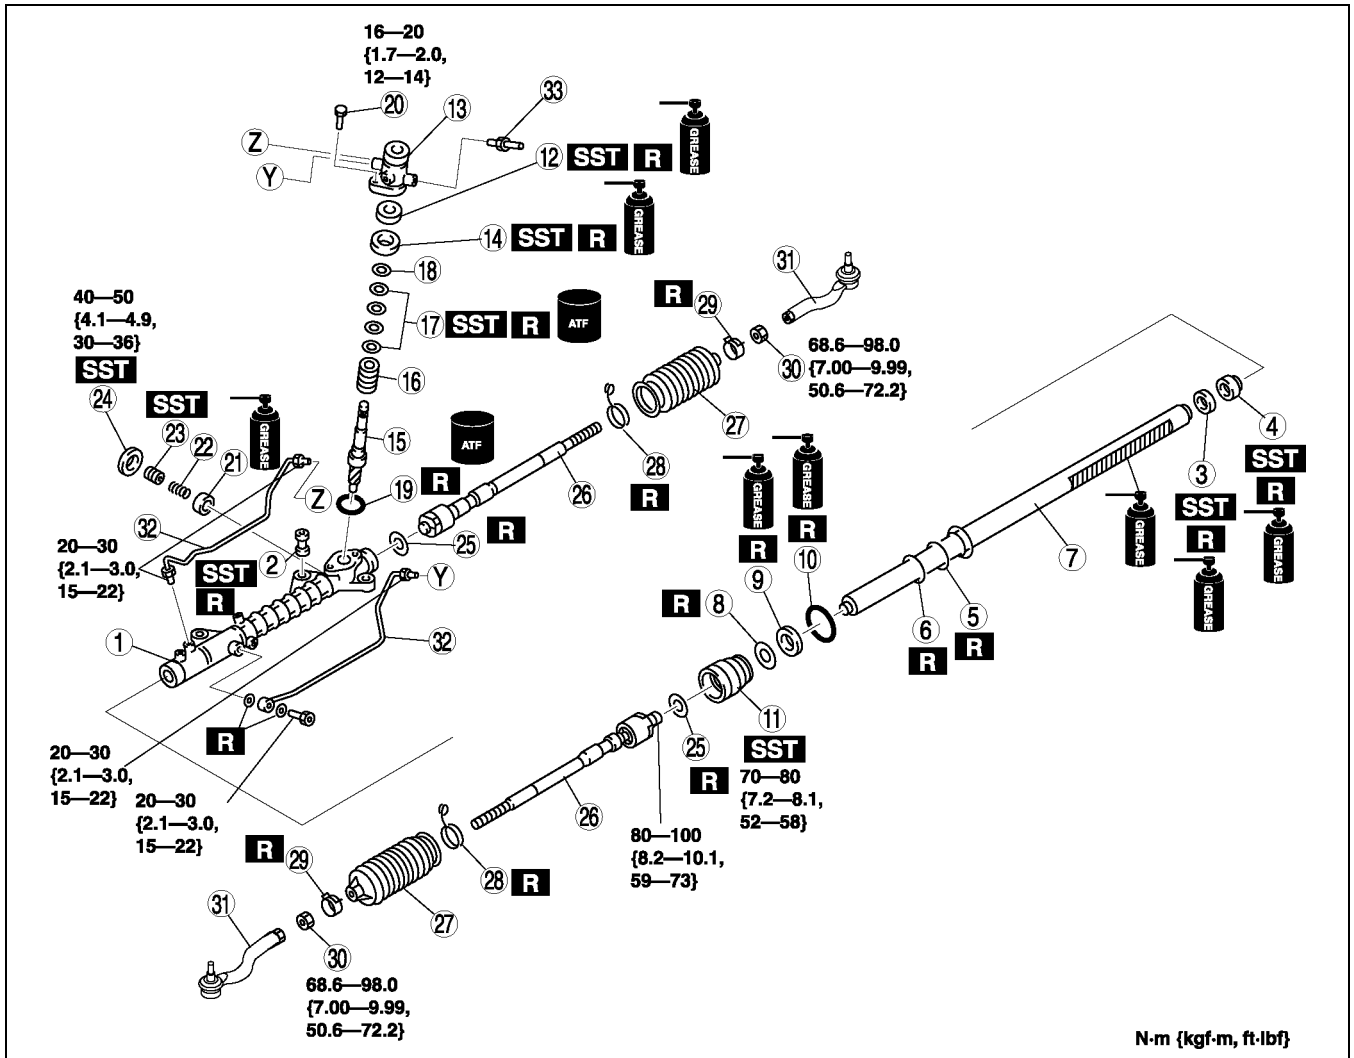 16—20
{1.7—2.0,
12—14}
20
13
33
Z
Y
12 SST R GREASE
14 SST R GREASE
18
17 SST R ATF
16
15
ATF
19 R
40—50
{4.1—4.9,
30—36}
SST
24
SST
23
22
21
GREASE
Z
32
20—30
{2.1—3.0,
15—22}
SST
R
2
1
25
R
26
Y
32
R
20—30
{2.1—3.0,
15—22}
20—30
{2.1—3.0,
15—22}
31
R
29
30
68.6—98.0
{7.00—9.99,
50.6—72.2}
27
28
R
GREASE
R
GREASE
R
10
9
R 8
11
SST
70—80
{7.2—8.1,
52—58}
25
R
26
80—100
{8.2—10.1,
59—73}
6
R
5
R
7
GREASE
3
SST
R
GREASE
4
SST
R
GREASE
R
29
28 R
27
31
30
68.6—98.0
{7.00—9.99,
50.6—72.2}
N·m {kgf·m, ft·lbf}